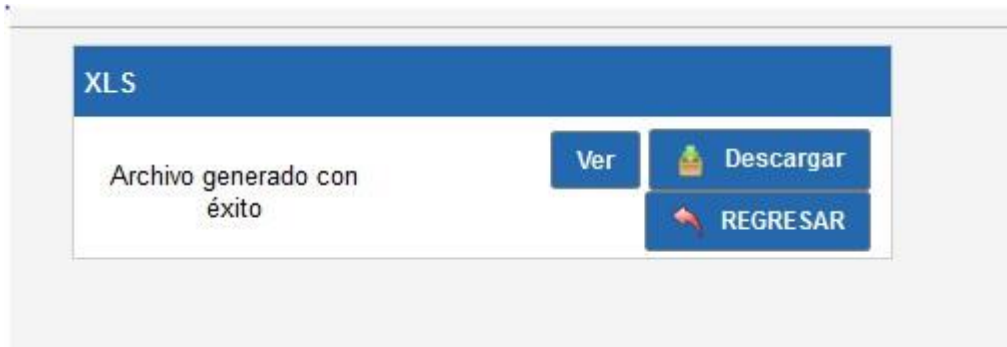 XLS
Archivo generado con
éxito
Ver
Descargar
REGRESAR